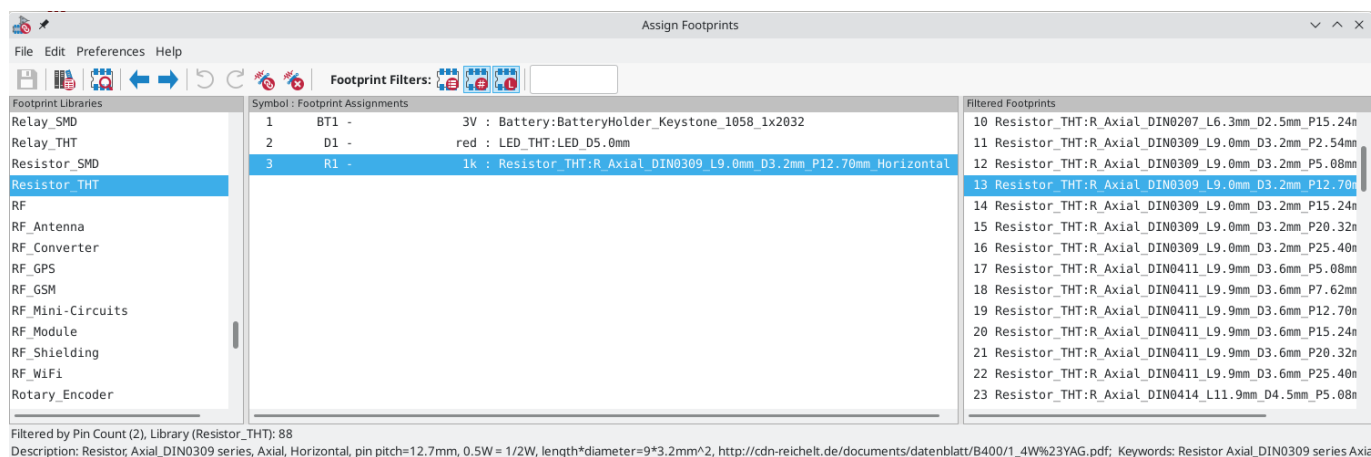 Assign Footprints
File Edit Preferences Help
Footprint Filters:
Footprint Libraries
Relay_SMD
Relay_THT
Resistor_SMD
Resistor_THT
RF
RF_Antenna
RF_Converter
RF_GPS
RF_GSM
RF_Mini-Circuits
RF_Module
RF_Shielding
RF_WiFi
Rotary_Encoder
Symbol : Footprint Assignments
1 BT1 - 3V : Battery:BatteryHolder_Keystone_1058_1x2032
2 D1 - red : LED_THT:LED_D5.0mm
3 R1 - 1k : Resistor_THT:R_Axial_DIN0309_L9.0mm_D3.2mm_P12.70mm_Horizontal
Filtered Footprints
10 Resistor_THT:R_Axial_DIN0207_L6.3mm_D2.5mm_P15.24m
11 Resistor_THT:R_Axial_DIN0309_L9.0mm_D3.2mm_P2.54mm
12 Resistor_THT:R_Axial_DIN0309_L9.0mm_D3.2mm_P5.08mm
13 Resistor_THT:R_Axial_DIN0309_L9.0mm_D3.2mm_P12.70m
14 Resistor_THT:R_Axial_DIN0309_L9.0mm_D3.2mm_P15.24m
15 Resistor_THT:R_Axial_DIN0309_L9.0mm_D3.2mm_P20.32m
16 Resistor_THT:R_Axial_DIN0309_L9.0mm_D3.2mm_P25.40m
17 Resistor_THT:R_Axial_DIN0411_L9.9mm_D3.6mm_P5.08mm
18 Resistor_THT:R_Axial_DIN0411_L9.9mm_D3.6mm_P7.62mm
19 Resistor_THT:R_Axial_DIN0411_L9.9mm_D3.6mm_P12.70m
20 Resistor_THT:R_Axial_DIN0411_L9.9mm_D3.6mm_P15.24m
21 Resistor_THT:R_Axial_DIN0411_L9.9mm_D3.6mm_P20.32m
22 Resistor_THT:R_Axial_DIN0411_L9.9mm_D3.6mm_P25.40m
23 Resistor_THT:R_Axial_DIN0414_L11.9mm_D4.5mm_P5.08m
Filtered by Pin Count (2), Library (Resistor_THT): 88
Description: Resistor, Axial_DIN0309 series, Axial, Horizontal, pin pitch=12.7mm, 0.5W = 1/2W, length*diameter=9*3.2mm^2, http://cdn-reichelt.de/documents/datenblatt/B400/1_4W%23YAG.pdf; Keywords: Resistor Axial_DIN0309 series Axia